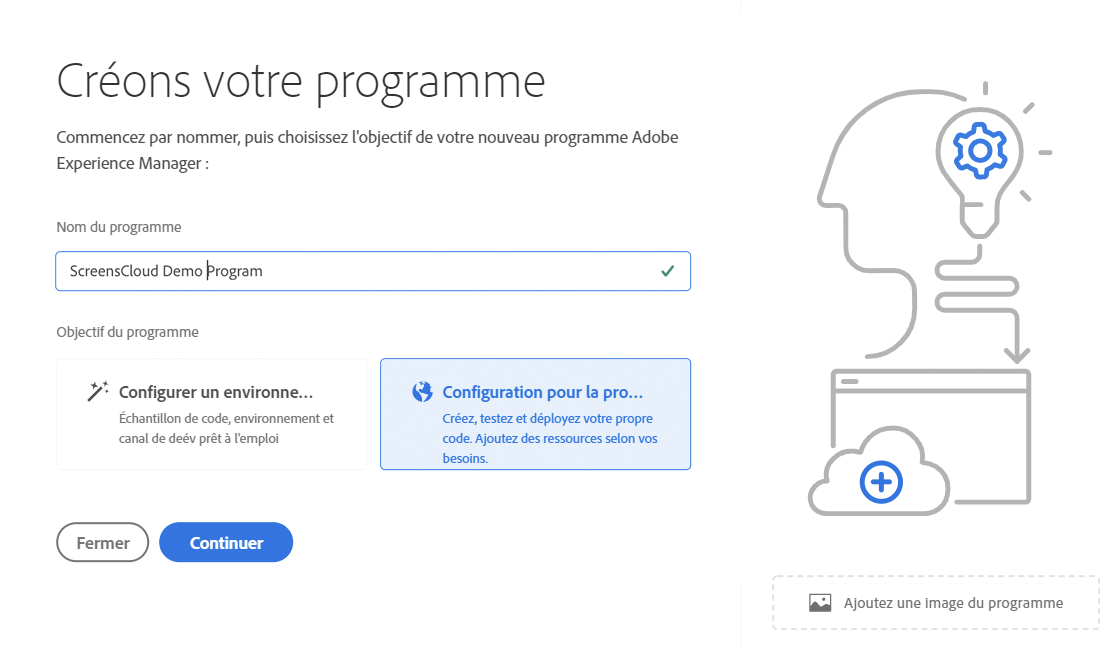 Créons votre programme
Commencez par nommer, puis choisissez l'objectif de votre nouveau programme Adobe
Experience Manager :
Nom du programme
ScreensCloud Demo Program
Objectif du programme
Configurer un environne...
Échantillon de code, environnement et
canal de deév prêt à l'emploi
Configuration pour la pro...
Créez, testez et déployez votre propre
code. Ajoutez des ressources selon vos
besoins.
Fermer
Continuer
Ajoutez une image du programme